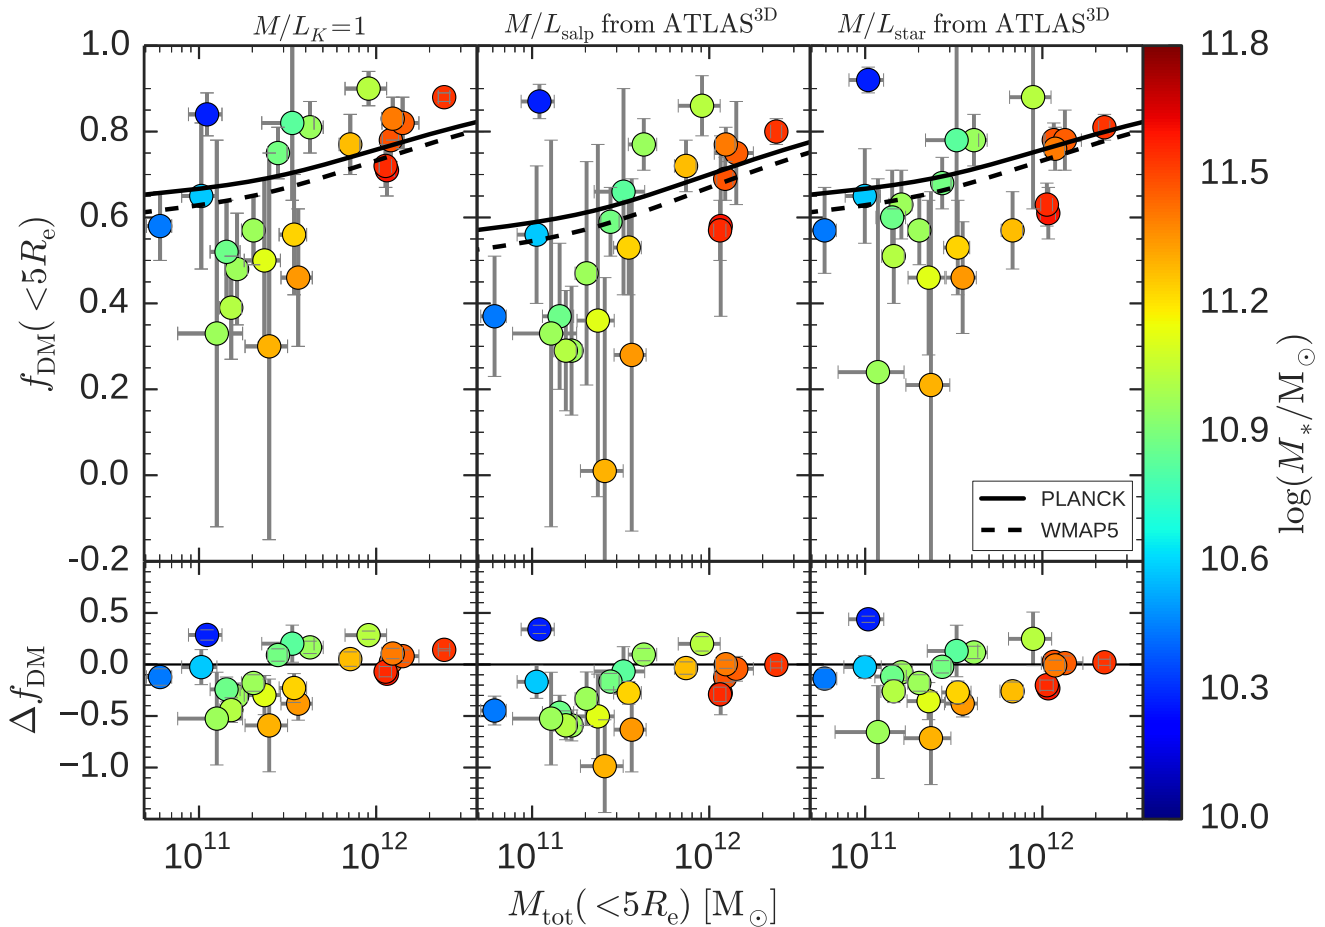 M/L_K=1
M/L_salp from ATLAS^3D
M/L_star from ATLAS^3D
f_DM(<5R_e)
1.0
0.8
0.6
0.4
0.2
0.0
-0.2
PLANCK
WMAP5
Δf_DM
0.5
0.0
−0.5
−1.0
10^11 10^12 10^11 10^12 10^11 10^12
M_tot(<5R_e) [M_⊙]
11.8
11.5
11.2
10.9
10.6
10.3
10.0
log(M_*/M_⊙)